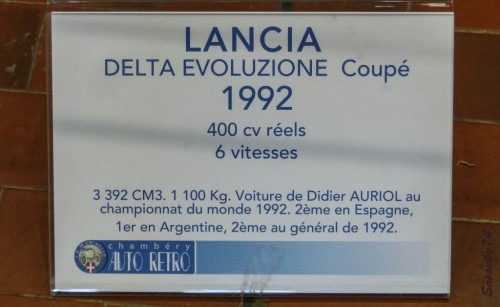 LANCIA
DELTA EVOLUZIONE Coupé
1992
400 cv réels
6 vitesses
3 392 CM3. 1 100 Kg. Voiture de Didier AURIOL au
championnat du monde 1992. 2ème en Espagne,
1er en Argentine, 2ème au général de 1992.
chambéry
AUTO RETRO